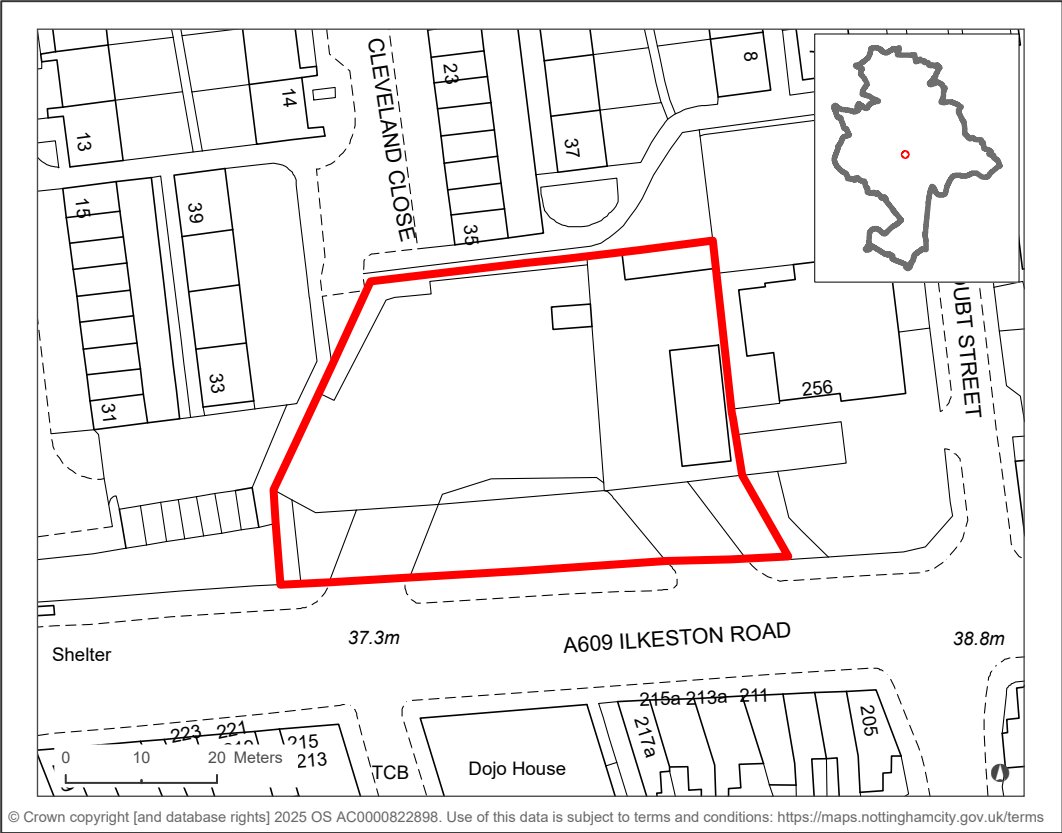 CLEVELAND CLOSE
23
8
14
13
37
15
39
35
33
31
256
UBT STREET
37.3m
A609 ILKESTON ROAD
38.8m
Shelter
215a 213a 211
217a
205
223 221
215
213
0 10 20 Meters
TCB
Dojo House
© Crown copyright [and database rights] 2025 OS AC0000822898. Use of this data is subject to terms and conditions: https://maps.nottinghamcity.gov.uk/terms